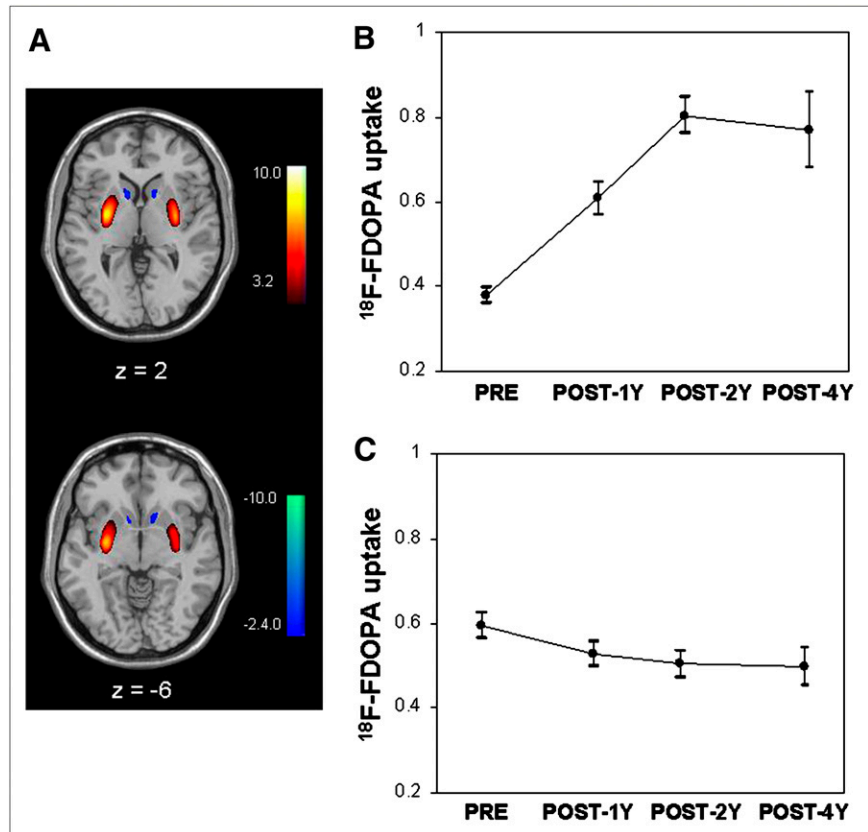 A
10.0
3.2
z = 2
-10.0
-2.4.0
z = -6
B
¹⁸F-FDOPA uptake
1
0.8
0.6
0.4
0.2
PRE POST-1Y POST-2Y POST-4Y
C
¹⁸F-FDOPA uptake
1
0.8
0.6
0.4
0.2
PRE POST-1Y POST-2Y POST-4Y